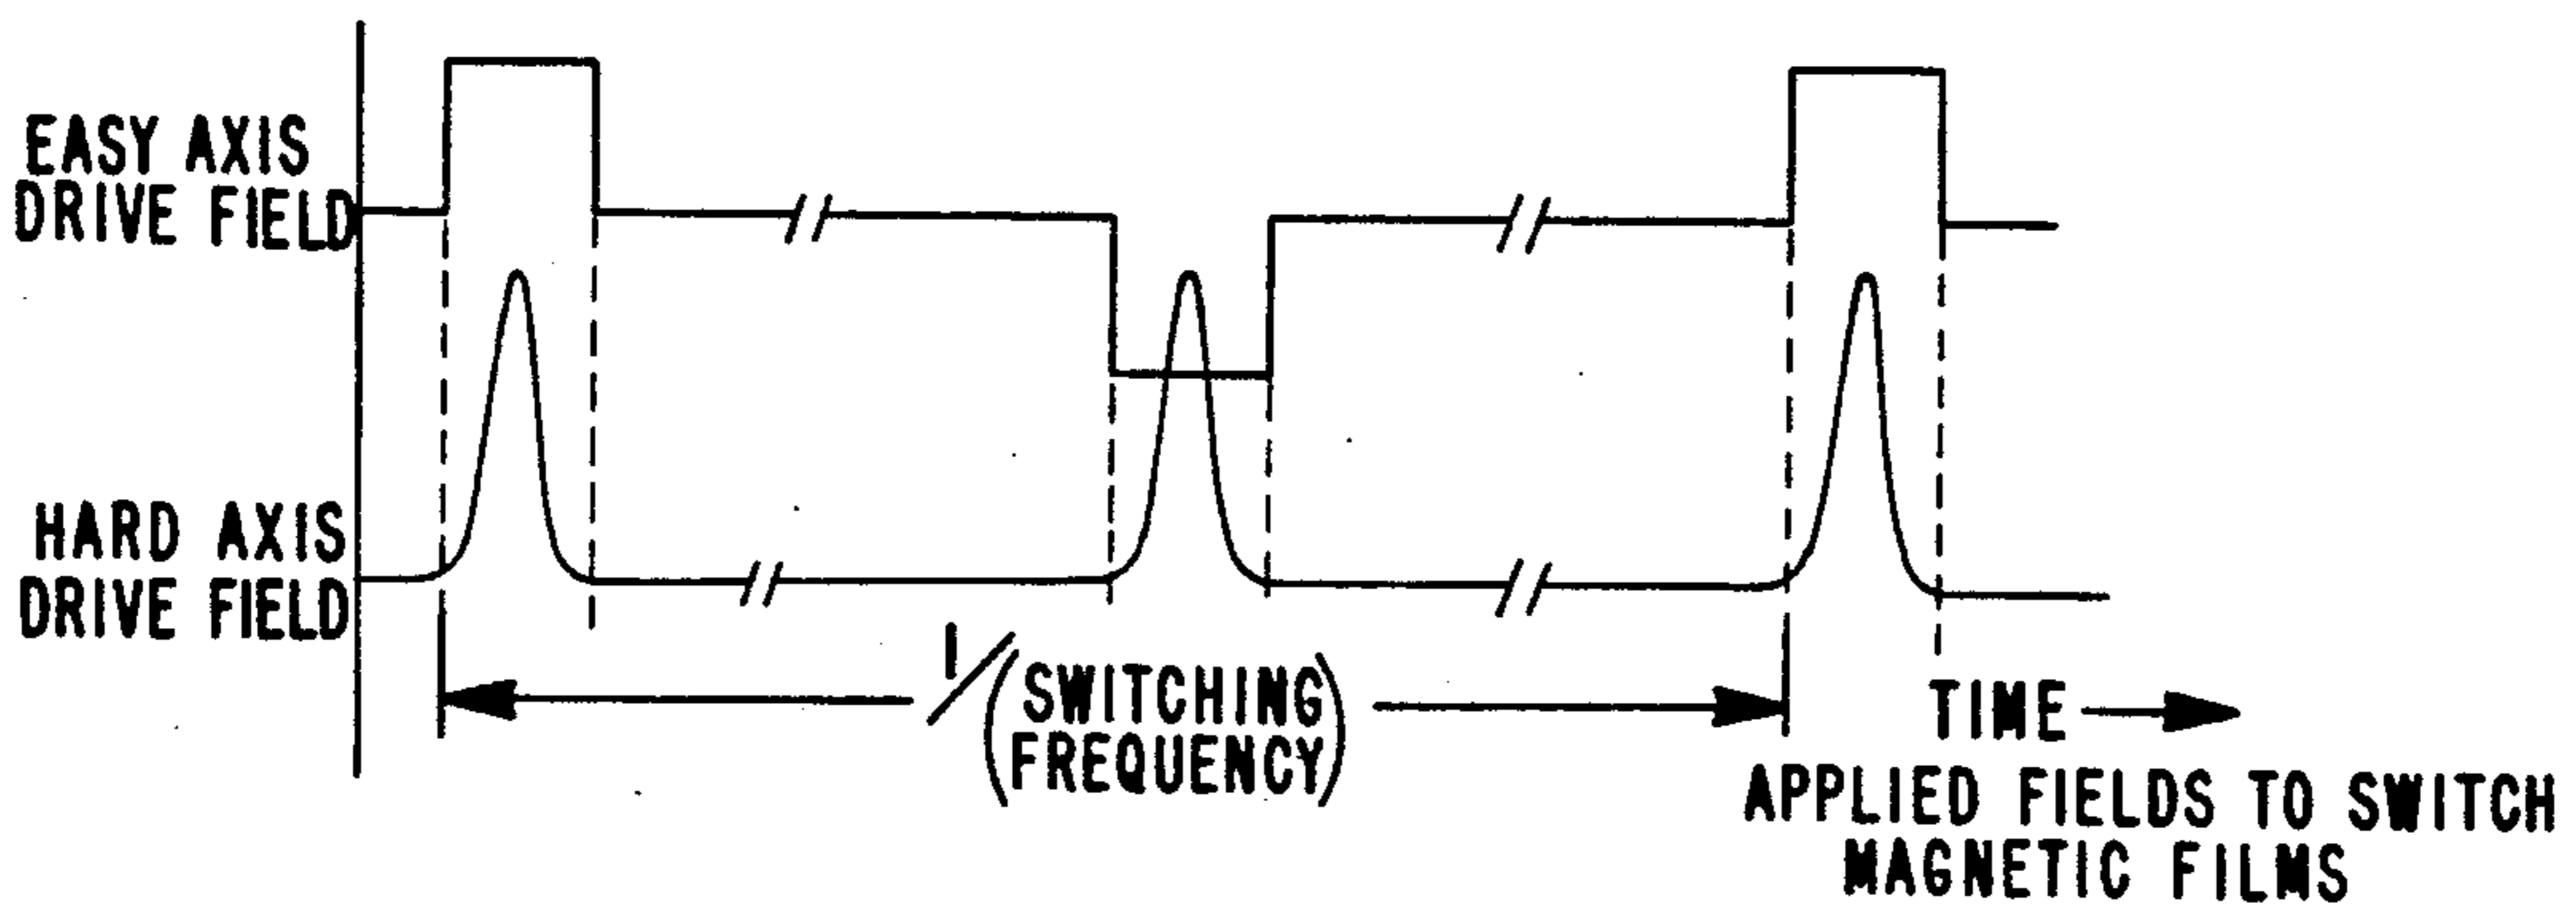 EASY AXIS
DRIVE FIELD
HARD AXIS
DRIVE FIELD
1/(SWITCHING
FREQUENCY)
TIME
APPLIED FIELDS TO SWITCH
MAGNETIC FILMS